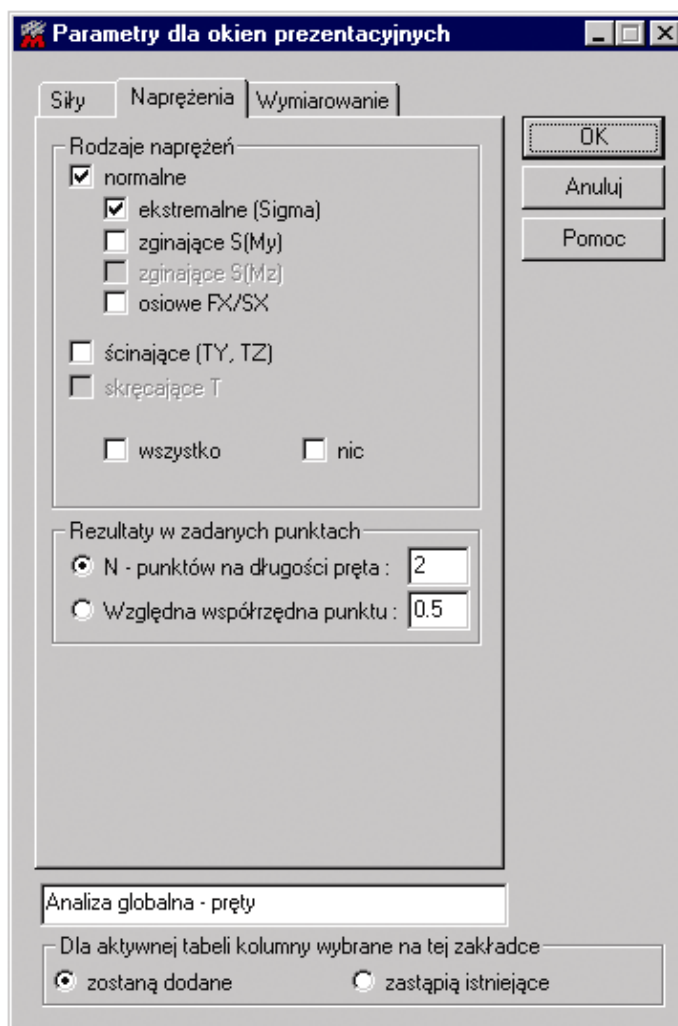 Parametry dla okien prezentacyjnych
Siły Naprężenia Wymiarowanie
OK
Anuluj
Pomoc
Rodzaje naprężeń
normalne
ekstremalne (Sigma)
zginające S(My)
zginające S(Mz)
osiowe FX/SX
ścinające (TY, TZ)
skręcające T
wszystko nic
Rezultaty w zadanych punktach
N - punktów na długości pręta : 2
Względna współrzędna punktu : 0.5
Analiza globalna - pręty
Dla aktywnej tabeli kolumny wybrane na tej zakładce
zostaną dodane zastąpią istniejące